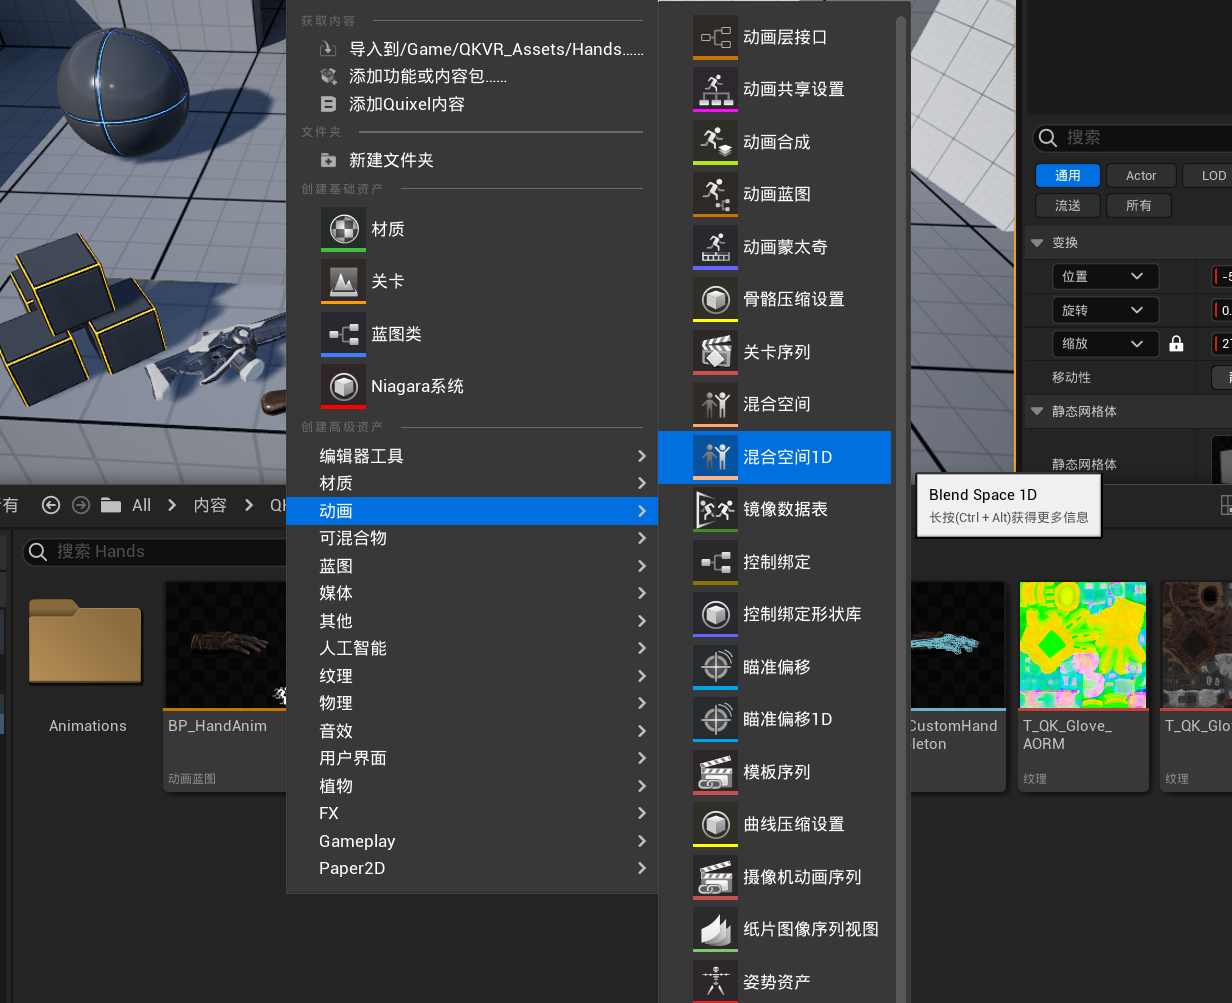 获取内容
导入到/Game/QKVR_Assets/Hands......
添加功能或内容包......
添加Quixel内容
文件夹
新建文件夹
创建基础资产
材质
关卡
蓝图类
Niagara系统
创建高级资产
编辑器工具
材质
动画
可混合物
蓝图
媒体
其他
人工智能
纹理
物理
音效
用户界面
植物
FX
Gameplay
Paper2D
动画层接口
动画共享设置
动画合成
动画蓝图
动画蒙太奇
骨骼压缩设置
关卡序列
混合空间
混合空间1D
镜像数据表
控制绑定
控制绑定形状库
瞄准偏移
瞄准偏移1D
模板序列
曲线压缩设置
摄像机动画序列
纸片图像序列视图
姿势资产
Blend Space 1D
长按(Ctrl + Alt)获得更多信息
搜索
通用 Actor LOD
流送 所有
变换
位置 -5
旋转 0.
缩放 27
移动性
静态网格体
静态网格体
有 All 内容 QK
搜索 Hands
Animations
BP_HandAnim
动画蓝图
CustomHand
leton
T_QK_Glove_
AORM
纹理
T_QK_Glo
纹理